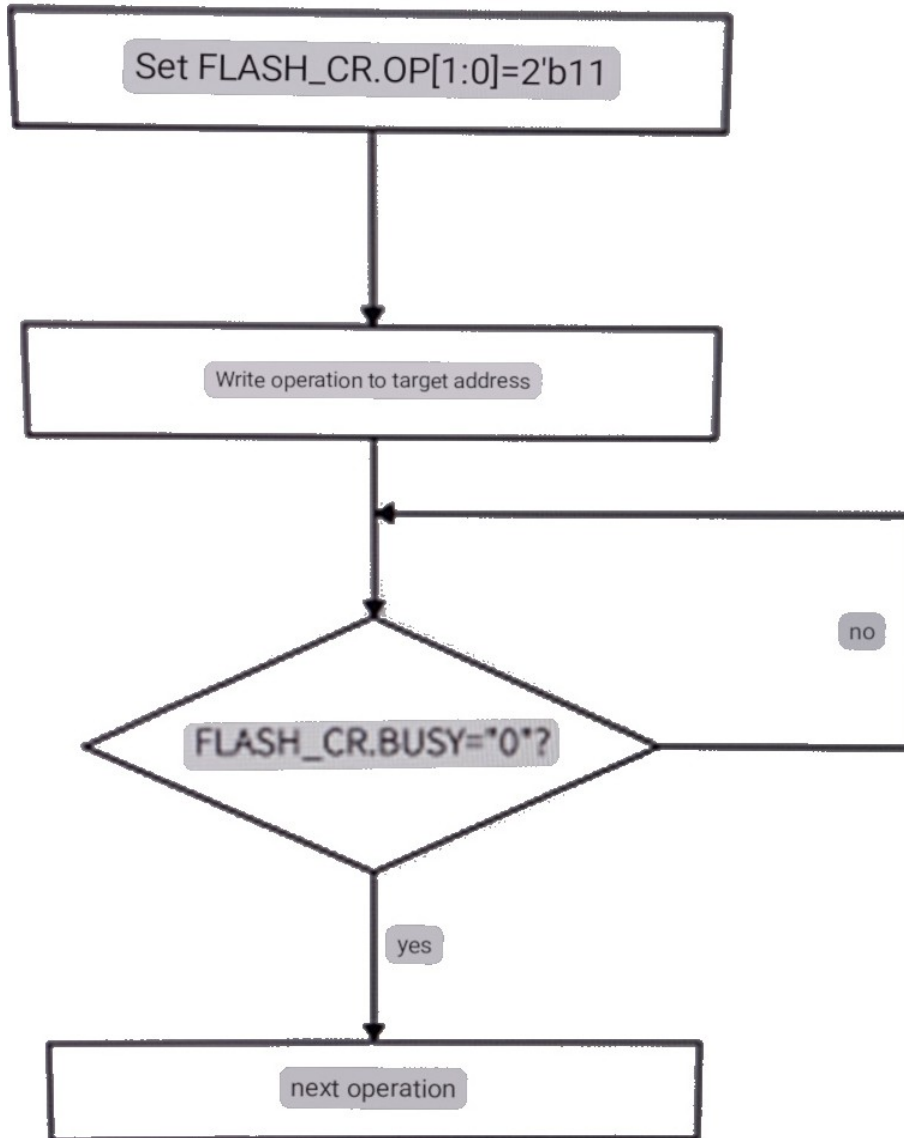 Set FLASH_CR.OP[1:0]=2'b11
Write operation to target address
no
FLASH_CR.BUSY="0"?
yes
next operation